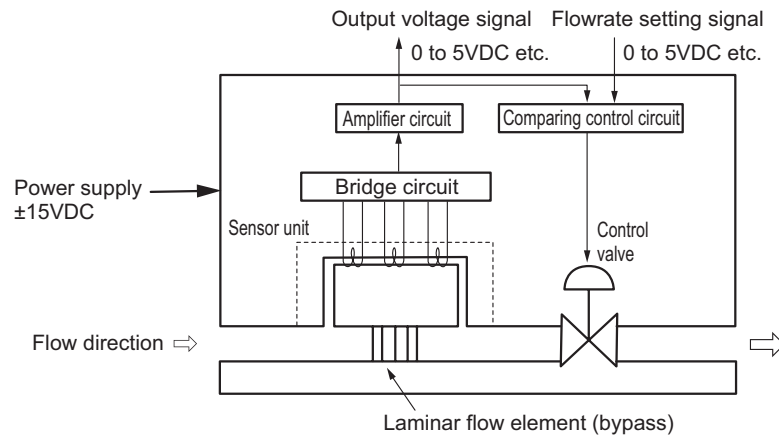 Output voltage signal
Flowrate setting signal
0 to 5VDC etc.
0 to 5VDC etc.
Amplifier circuit
Comparing control circuit
Bridge circuit
Power supply
±15VDC
Sensor unit
Control
valve
Flow direction
Laminar flow element (bypass)